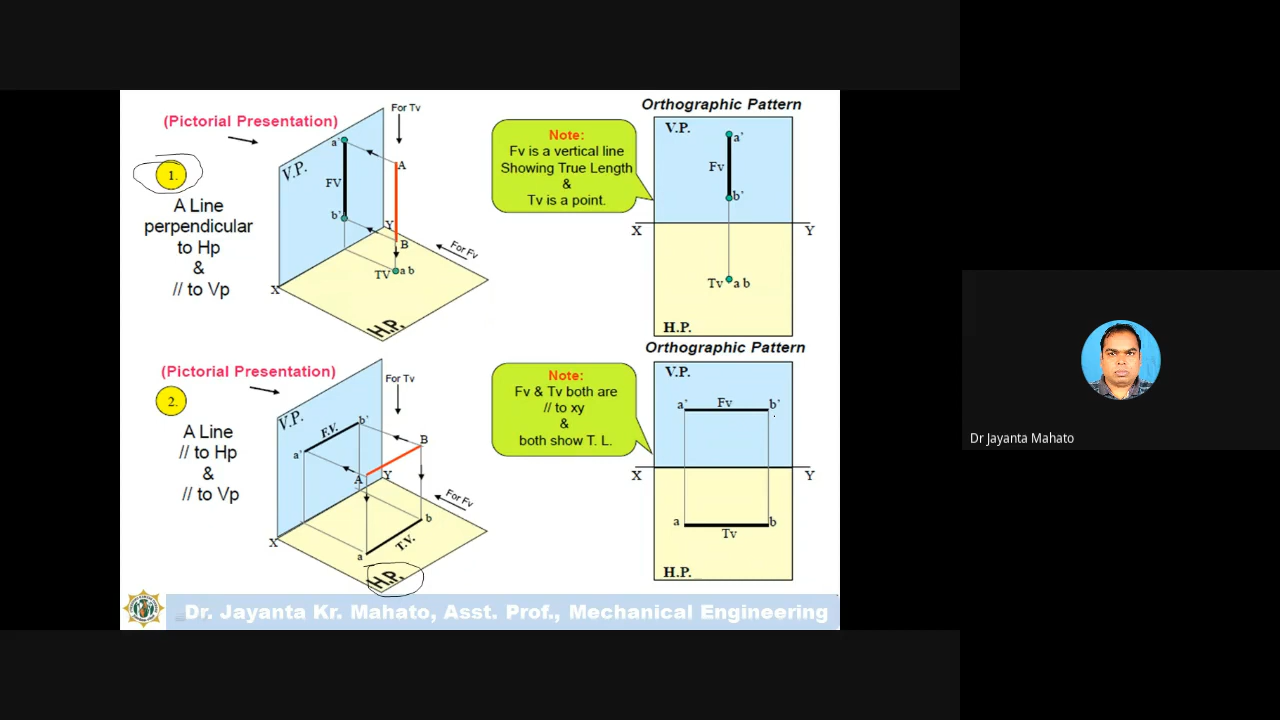 (Pictorial Presentation)
For Tv
1.
A Line
perpendicular
to Hp
&
// to Vp
V.P.
a'
A
FV
b'
Y
B
For Fv
TV
a b
X
H.P.
Note:
Fv is a vertical line
Showing True Length
&
Tv is a point.
Orthographic Pattern
V.P.
a'
Fv
b'
X
Y
Tv
a b
H.P.
(Pictorial Presentation)
For Tv
2.
A Line
// to Hp
&
// to Vp
V.P.
F.V.
b'
a'
B
A
Y
For Fv
b
X
a
T.V.
H.P.
Note:
Fv & Tv both are
// to xy
&
both show T. L.
Orthographic Pattern
V.P.
a'
Fv
b'
X
Y
a
b
Tv
H.P.
Dr. Jayanta Kr. Mahato, Asst. Prof., Mechanical Engineering
Dr Jayanta Mahato